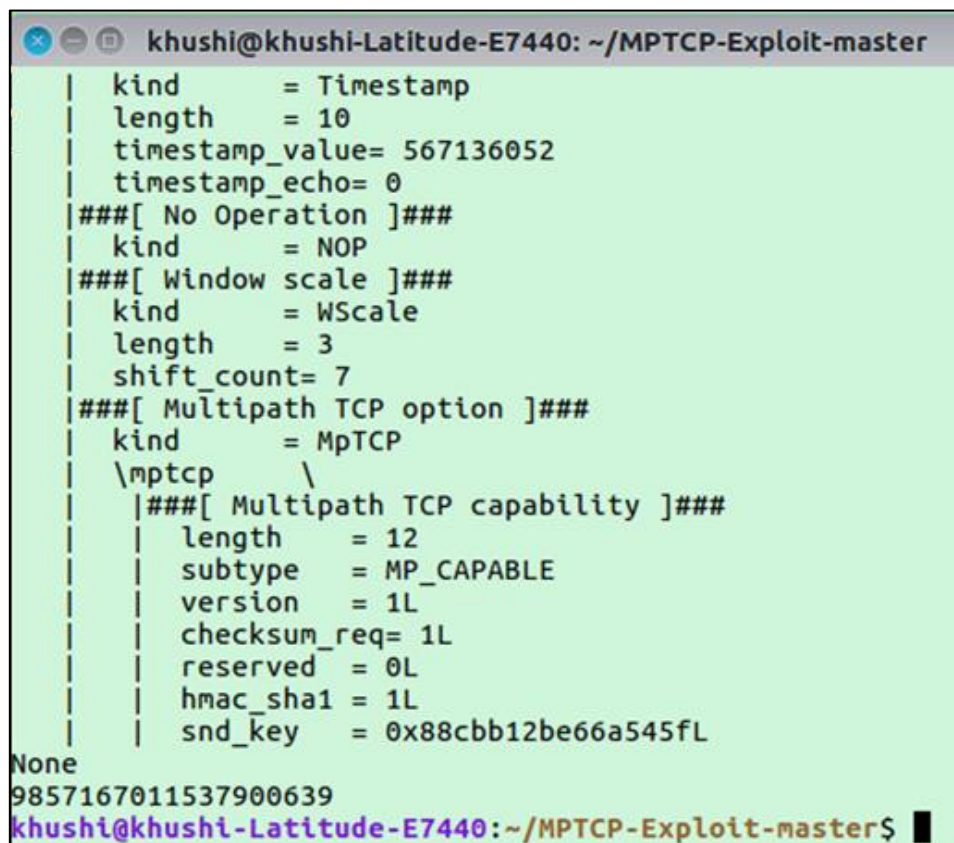 khushi@khushi-Latitude-E7440: ~/MPTCP-Exploit-master
| kind = Timestamp
| length = 10
| timestamp_value= 567136052
| timestamp_echo= 0
|###[ No Operation ]###
| kind = NOP
|###[ Window scale ]###
| kind = WScale
| length = 3
| shift_count= 7
|###[ Multipath TCP option ]###
| kind = MpTCP
| \mptcp \
| |###[ Multipath TCP capability ]###
| | length = 12
| | subtype = MP_CAPABLE
| | version = 1L
| | checksum_req= 1L
| | reserved = 0L
| | hmac_sha1 = 1L
| | snd_key = 0x88cbb12be66a545fL
None
9857167011537900639
khushi@khushi-Latitude-E7440:~/MPTCP-Exploit-master$